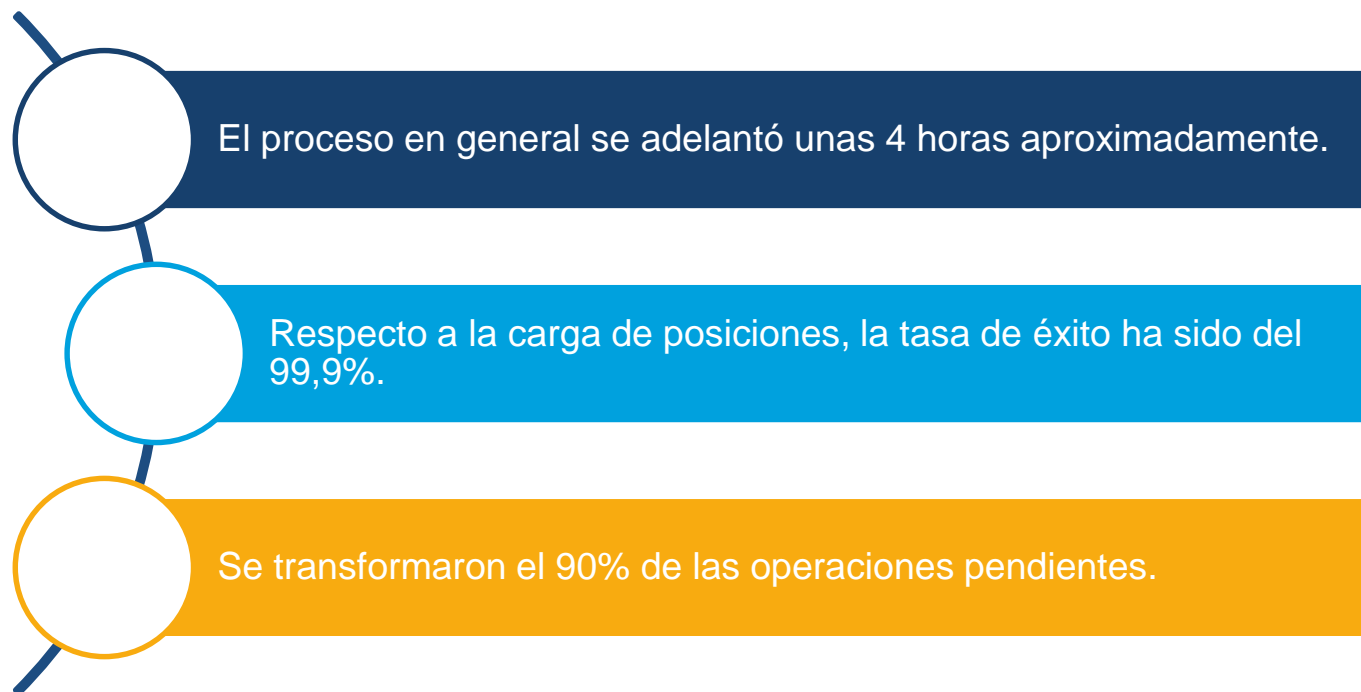 El proceso en general se adelantó unas 4 horas aproximadamente.
Respecto a la carga de posiciones, la tasa de éxito ha sido del
99,9%.
Se transformaron el 90% de las operaciones pendientes.